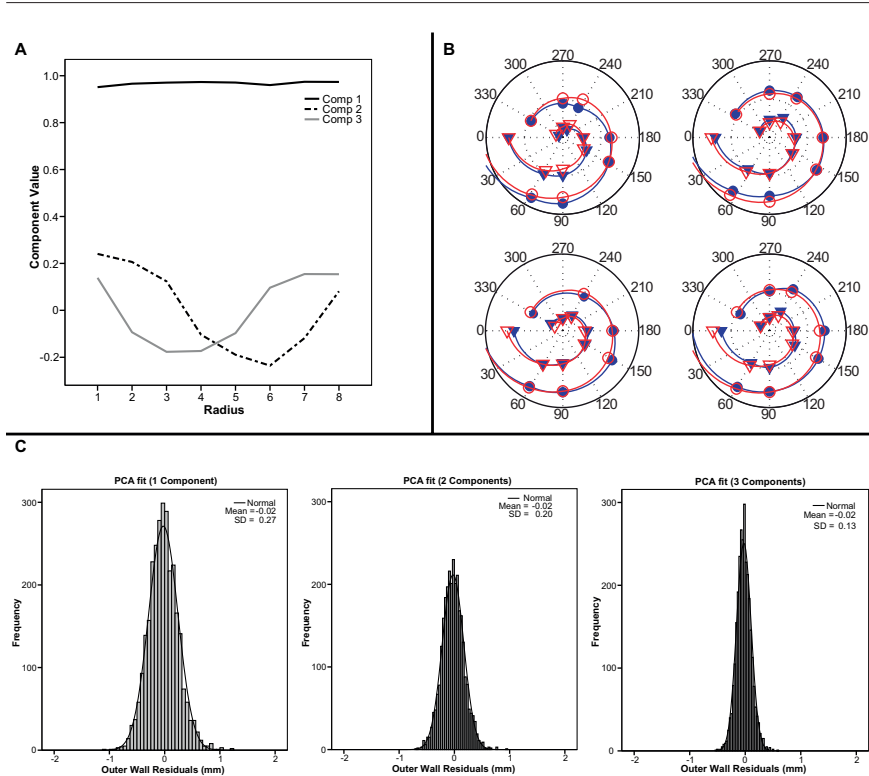 A
1.0
0.8
0.6
0.4
0.2
0
-0.2
Component Value
Comp 1
Comp 2
Comp 3
1 2 3 4 5 6 7 8
Radius
B
270
300 240
330 210
0 180
30 150
60 120
90
270
300 240
330 210
0 180
30 150
60 120
90
270
300 240
330 210
0 180
30 150
60 120
90
270
300 240
330 210
0 180
30 150
60 120
90
C
PCA fit (1 Component)
Normal
Mean =-0.02
SD = 0.27
300
200
100
0
Frequency
-2 -1 0 1 2
Outer Wall Residuals (mm)
PCA fit (2 Components)
Normal
Mean =-0.02
SD = 0.20
300
200
100
0
Frequency
-2 -1 0 1 2
Outer Wall Residuals (mm)
PCA fit (3 Components)
Normal
Mean =-0.02
SD = 0.13
300
200
100
0
Frequency
-2 -1 0 1 2
Outer Wall Residuals (mm)